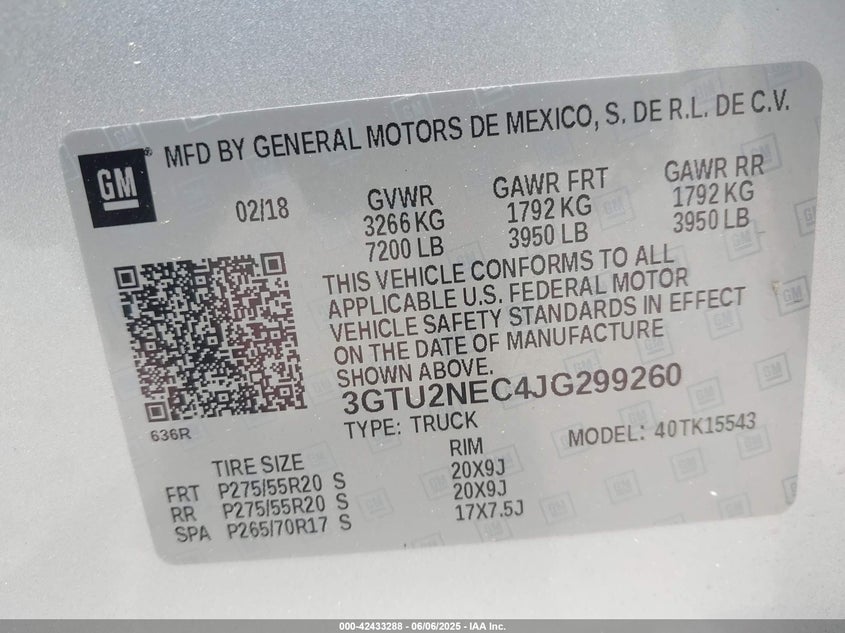 GM
MFD BY GENERAL MOTORS DE MEXICO, S. DE R.L. DE C.V.
02/18
GVWR
3266 KG
7200 LB
GAWR FRT
1792 KG
3950 LB
GAWR RR
1792 KG
3950 LB
THIS VEHICLE CONFORMS TO ALL
APPLICABLE U.S. FEDERAL MOTOR
VEHICLE SAFETY STANDARDS IN EFFECT
ON THE DATE OF MANUFACTURE
SHOWN ABOVE.
3GTU2NEC4JG299260
TYPE: TRUCK
MODEL: 40TK15543
636R
TIRE SIZE RIM
FRT P275/55R20 S 20X9J
RR P275/55R20 S 20X9J
SPA P265/70R17 S 17X7.5J
000-42433288 - 06/06/2025 - IAA Inc.